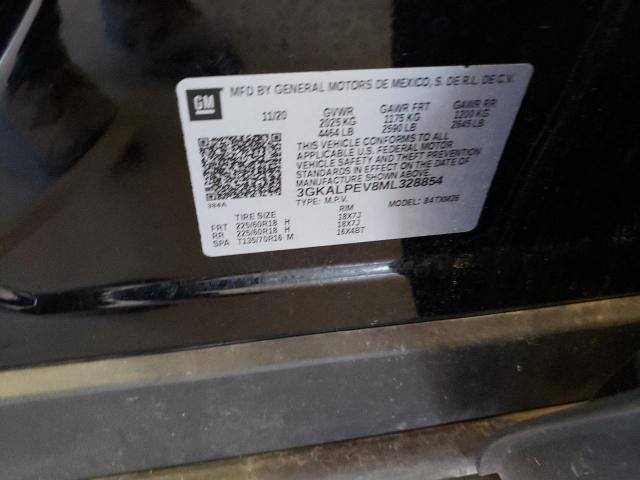 GM MFD BY GENERAL MOTORS DE MEXICO, S. DE R.L. DE C.V.
11/20 GVWR GAWR FRT GAWR RR
2025 KG 1175 KG 1200 KG
4464 LB 2590 LB 2645 LB
THIS VEHICLE CONFORMS TO ALL
APPLICABLE U.S. FEDERAL MOTOR
VEHICLE SAFETY AND BUMPER
STANDARDS IN EFFECT ON THE DATE OF
MANUFACTURE SHOWN ABOVE.
3GKALPEV8ML328854
384A TYPE: M.P.V. MODEL: 84TXM26
TIRE SIZE RIM
FRT 225/60R18 H 18X7J
RR 225/60R18 H 18X7J
SPA T135/70R16 M 16X4BT